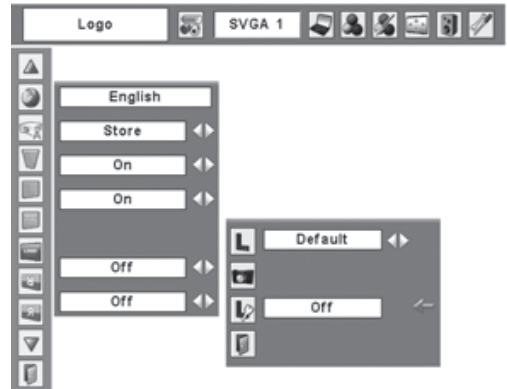 Logo SVGA 1
English
Store
On
On
Default
Off
Off Off